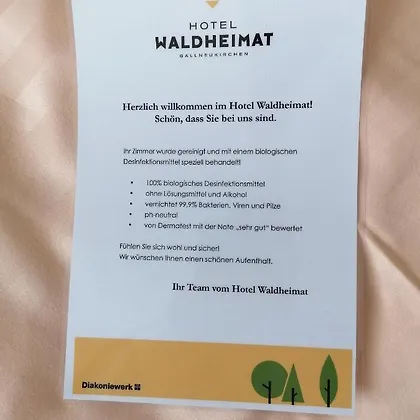 HOTEL
WALDHEIMAT
GALLNEUKIRCHEN
Herzlich willkommen im Hotel Waldheimat!
Schön, dass Sie bei uns sind.
Ihr Zimmer wurde gereinigt und mit einem biologischen
Desinfektionsmittel speziell behandelt!
• 100% biologisches Desinfektionsmittel
• ohne Lösungsmittel und Alkohol
• vernichtet 99,9% Bakterien, Viren und Pilze
• ph-neutral
• von Dermatest mit der Note „sehr gut" bewertet
Fühlen Sie sich wohl und sicher!
Wir wünschen Ihnen einen schönen Aufenthalt.
Ihr Team vom Hotel Waldheimat
Diakoniewerk